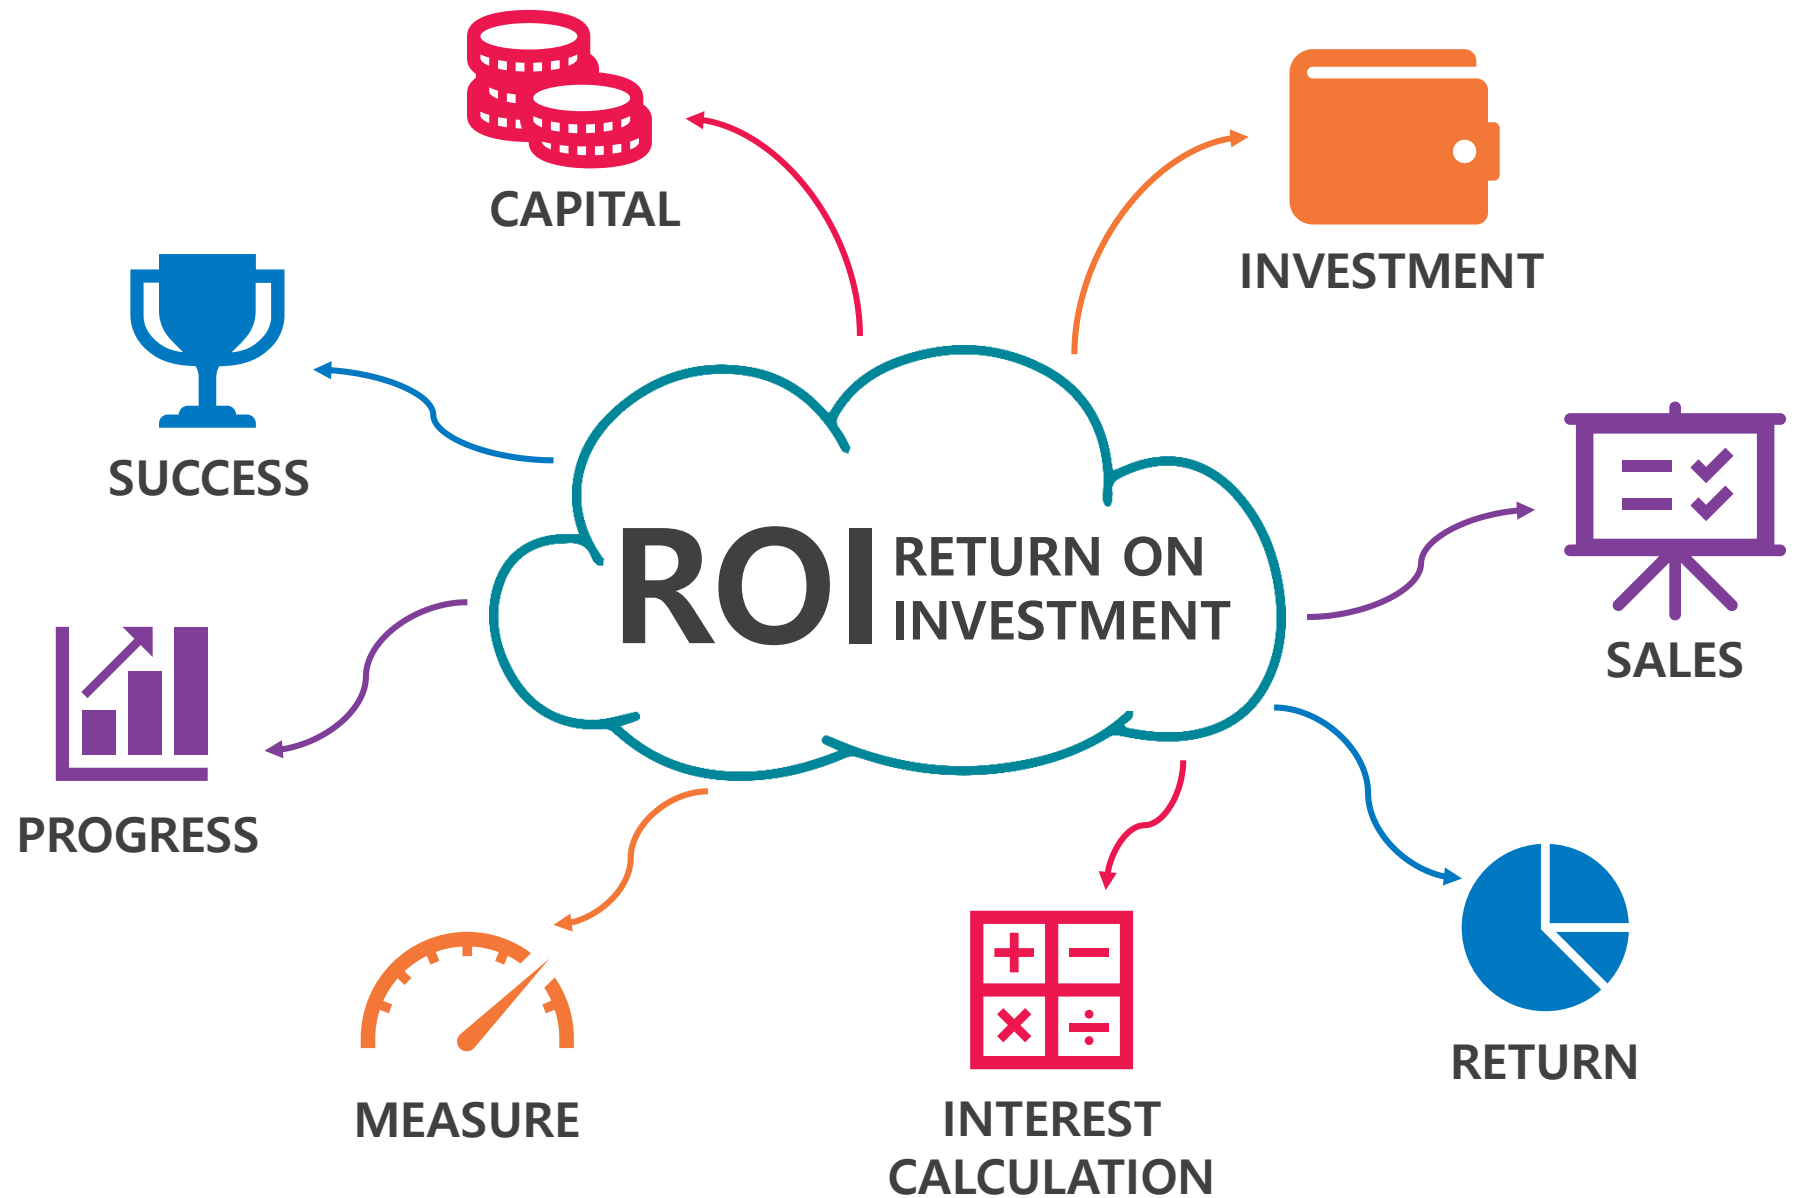 CAPITAL
INVESTMENT
SUCCESS
ROI
RETURN ON
INVESTMENT
SALES
PROGRESS
RETURN
MEASURE
INTEREST
CALCULATION